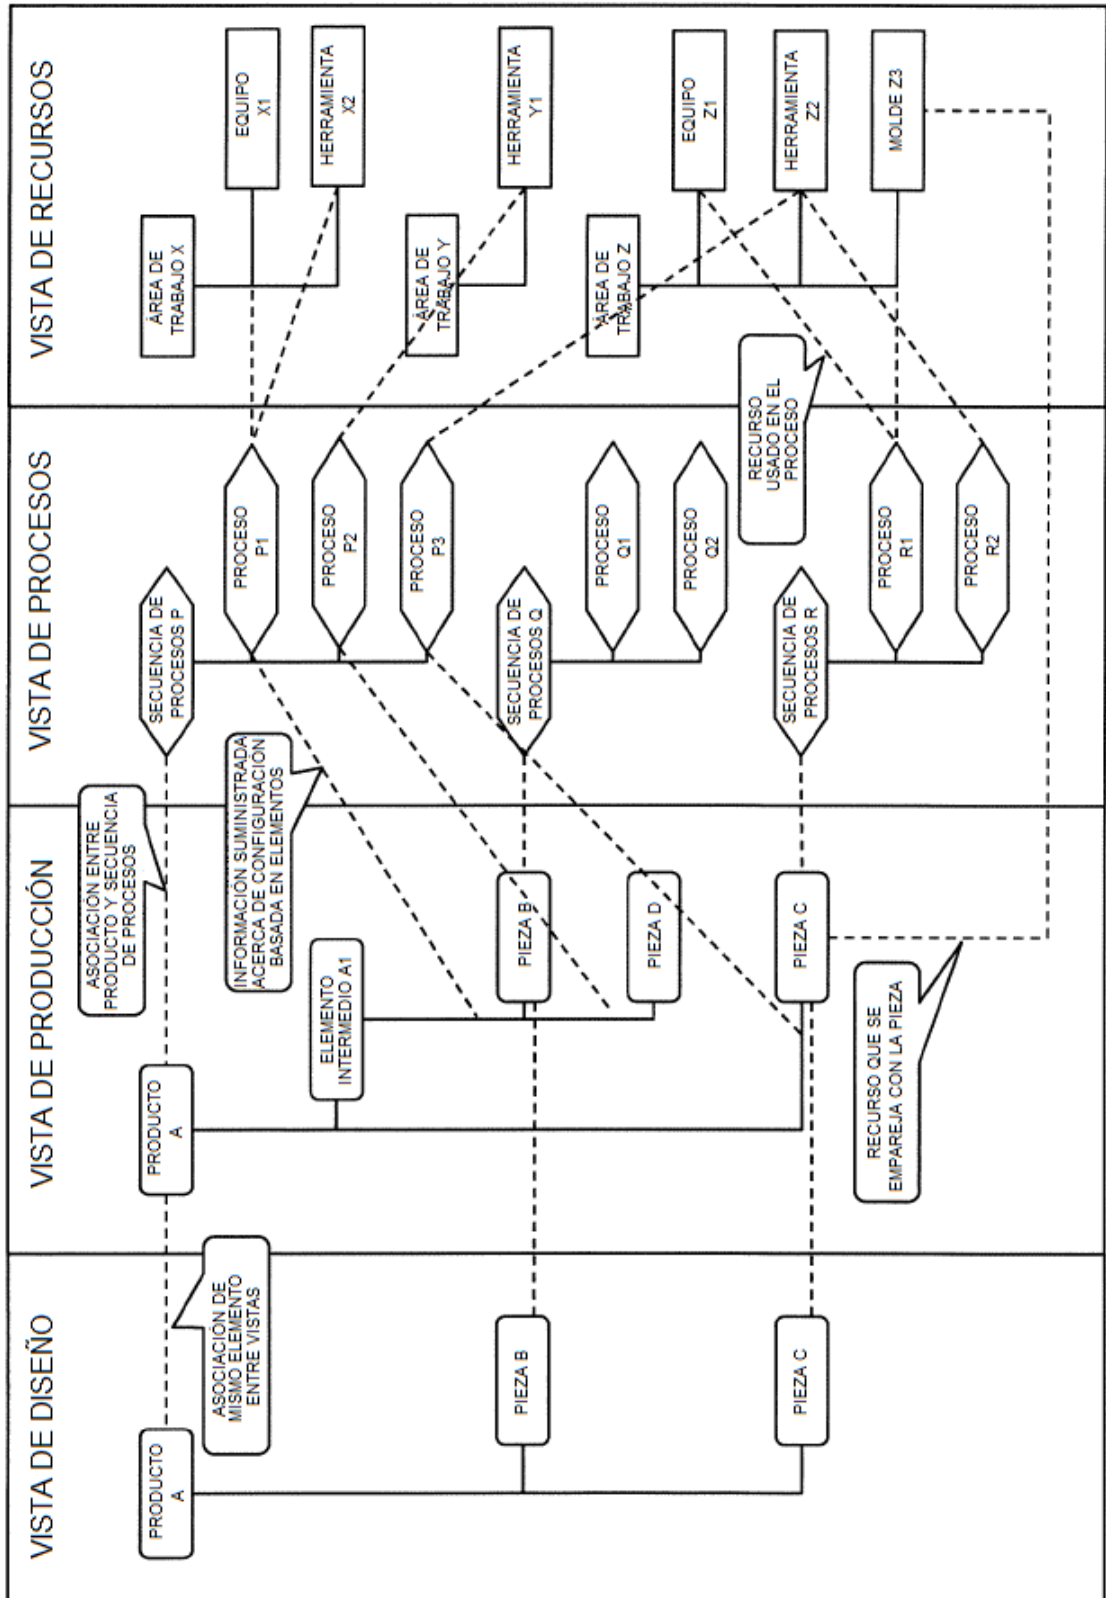 VISTA DE DISEÑO
PRODUCTO
A
ASOCIACIÓN DE
MISMO ELEMENTO
ENTRE VISTAS
PIEZA B
PIEZA C
VISTA DE PRODUCCIÓN
ASOCIACIÓN ENTRE
PRODUCTO Y SECUENCIA
DE PROCESOS
PRODUCTO
A
INFORMACIÓN SUMINISTRADA
ACERCA DE CONFIGURACIÓN
BASADA EN ELEMENTOS
ELEMENTO
INTERMEDIO A1
PIEZA B
PIEZA D
PIEZA C
RECURSO QUE SE
EMPAREJA CON LA PIEZA
VISTA DE PROCESOS
SECUENCIA DE
PROCESOS P
PROCESO
P1
PROCESO
P2
PROCESO
P3
SECUENCIA DE
PROCESOS Q
PROCESO
Q1
PROCESO
Q2
RECURSO
USADO EN EL
PROCESO
SECUENCIA DE
PROCESOS R
PROCESO
R1
PROCESO
R2
VISTA DE RECURSOS
ÁREA DE
TRABAJO X
EQUIPO
X1
HERRAMIENTA
X2
ÁREA DE
TRABAJO Y
HERRAMIENTA
Y1
ÁREA DE
TRABAJO Z
EQUIPO
Z1
HERRAMIENTA
Z2
MOLDE Z3